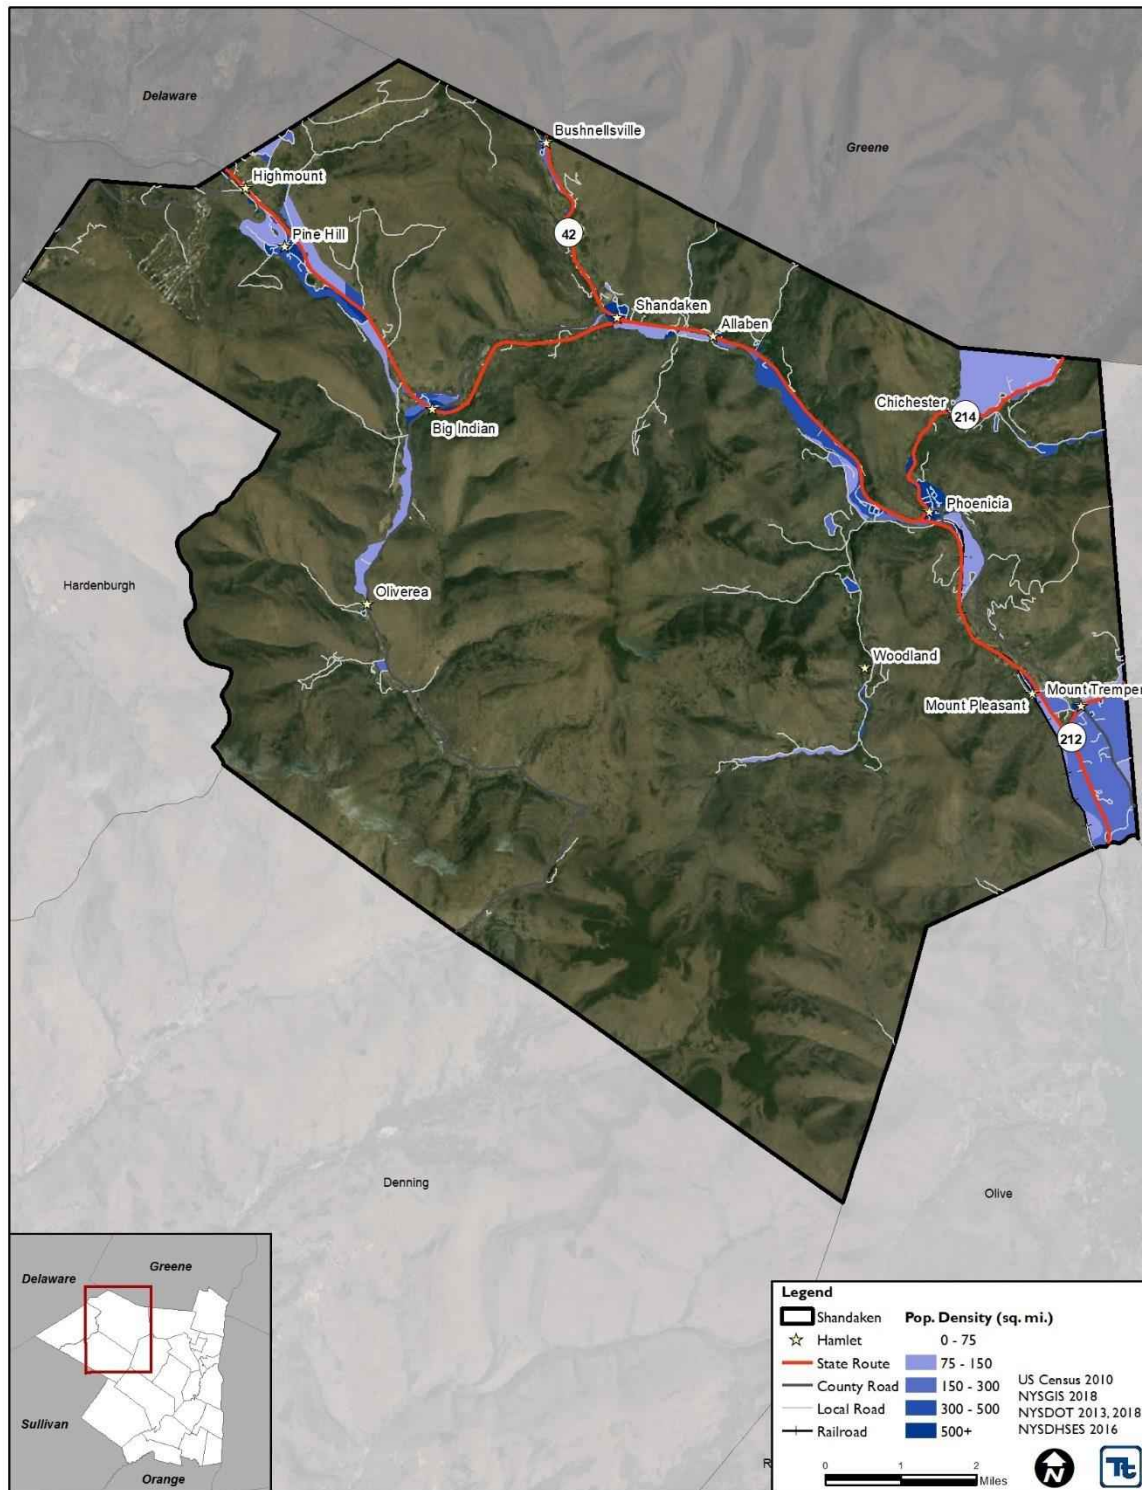 Delaware
Bushnellsville
Greene
Highmount
42
Pine Hill
Shandaken
Allaben
Chichester
214
Big Indian
Phoenicia
Hardenburgh
Oliverea
Woodland
Mount Tremper
Mount Pleasant
212
Denning
Olive
Greene
Delaware
Sullivan
Orange
Legend
Shandaken
Hamlet
State Route
County Road
Local Road
Railroad
Pop. Density (sq. mi.)
0 - 75
75 - 150
150 - 300
300 - 500
500+
US Census 2010
NYSGIS 2018
NYSDOT 2013, 2018
NYSDHSES 2016
0 1 2
Miles
N
Tt